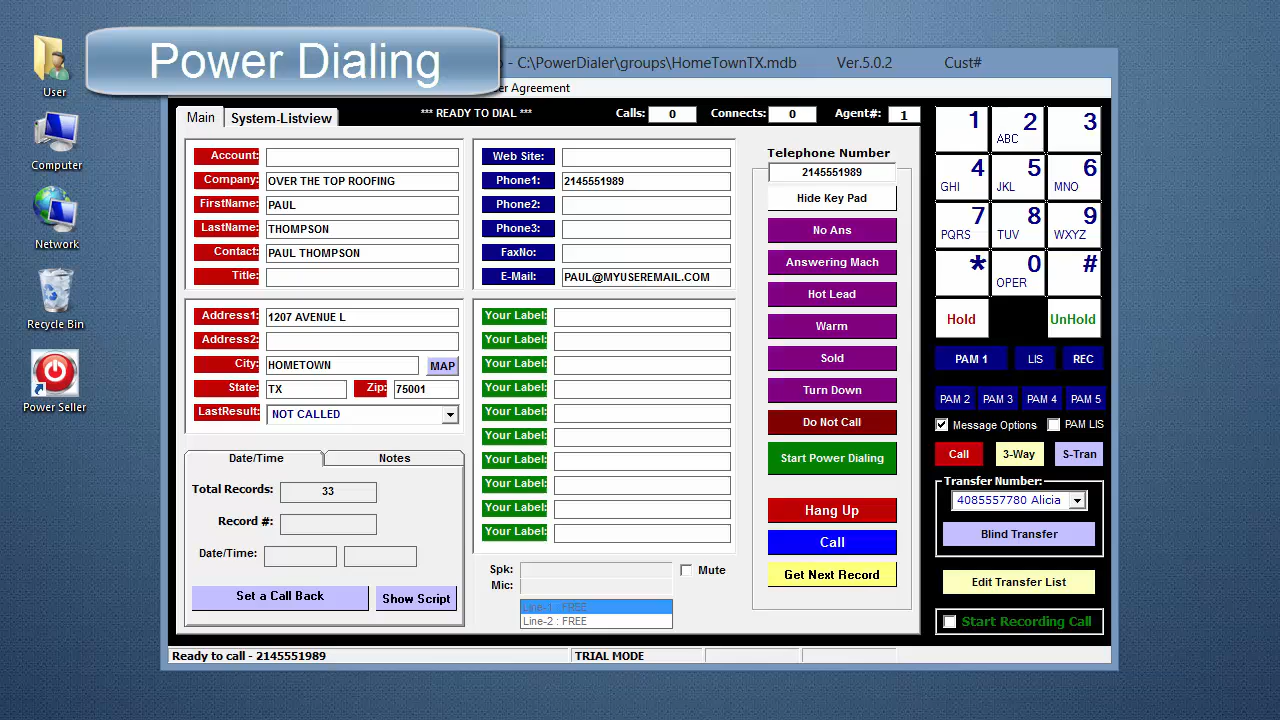 Power Dialing
- C:\PowerDialer\groups\HomeTownTX.mdb Ver.5.0.2 Cust#
Agreement
User
Computer
Network
Recycle Bin
Power Seller
Main System-Listview *** READY TO DIAL *** Calls: 0 Connects: 0 Agent#: 1
Account:
Company: OVER THE TOP ROOFING
FirstName: PAUL
LastName: THOMPSON
Contact: PAUL THOMPSON
Title:
Web Site:
Phone1: 2145551989
Phone2:
Phone3:
FaxNo:
E-Mail: PAUL@MYUSEREMAIL.COM
Address1: 1207 AVENUE L
Address2:
City: HOMETOWN MAP
State: TX Zip: 75001
LastResult: NOT CALLED
Your Label:
Your Label:
Your Label:
Your Label:
Your Label:
Your Label:
Your Label:
Your Label:
Your Label:
Your Label:
Date/Time Notes
Total Records: 33
Record #:
Date/Time:
Set a Call Back Show Script
Spk: Mute
Mic:
Line-1 : FREE
Line-2 : FREE
Telephone Number
2145551989
Hide Key Pad
No Ans
Answering Mach
Hot Lead
Warm
Sold
Turn Down
Do Not Call
Start Power Dialing
Hang Up
Call
Get Next Record
1 2 ABC 3
4 GHI 5 JKL 6 MNO
7 PQRS 8 TUV 9 WXYZ
* 0 OPER #
Hold UnHold
PAM 1 LIS REC
PAM 2 PAM 3 PAM 4 PAM 5
Message Options PAM LIS
Call 3-Way S-Tran
Transfer Number:
4085557780 Alicia
Blind Transfer
Edit Transfer List
Start Recording Call
Ready to call - 2145551989 TRIAL MODE